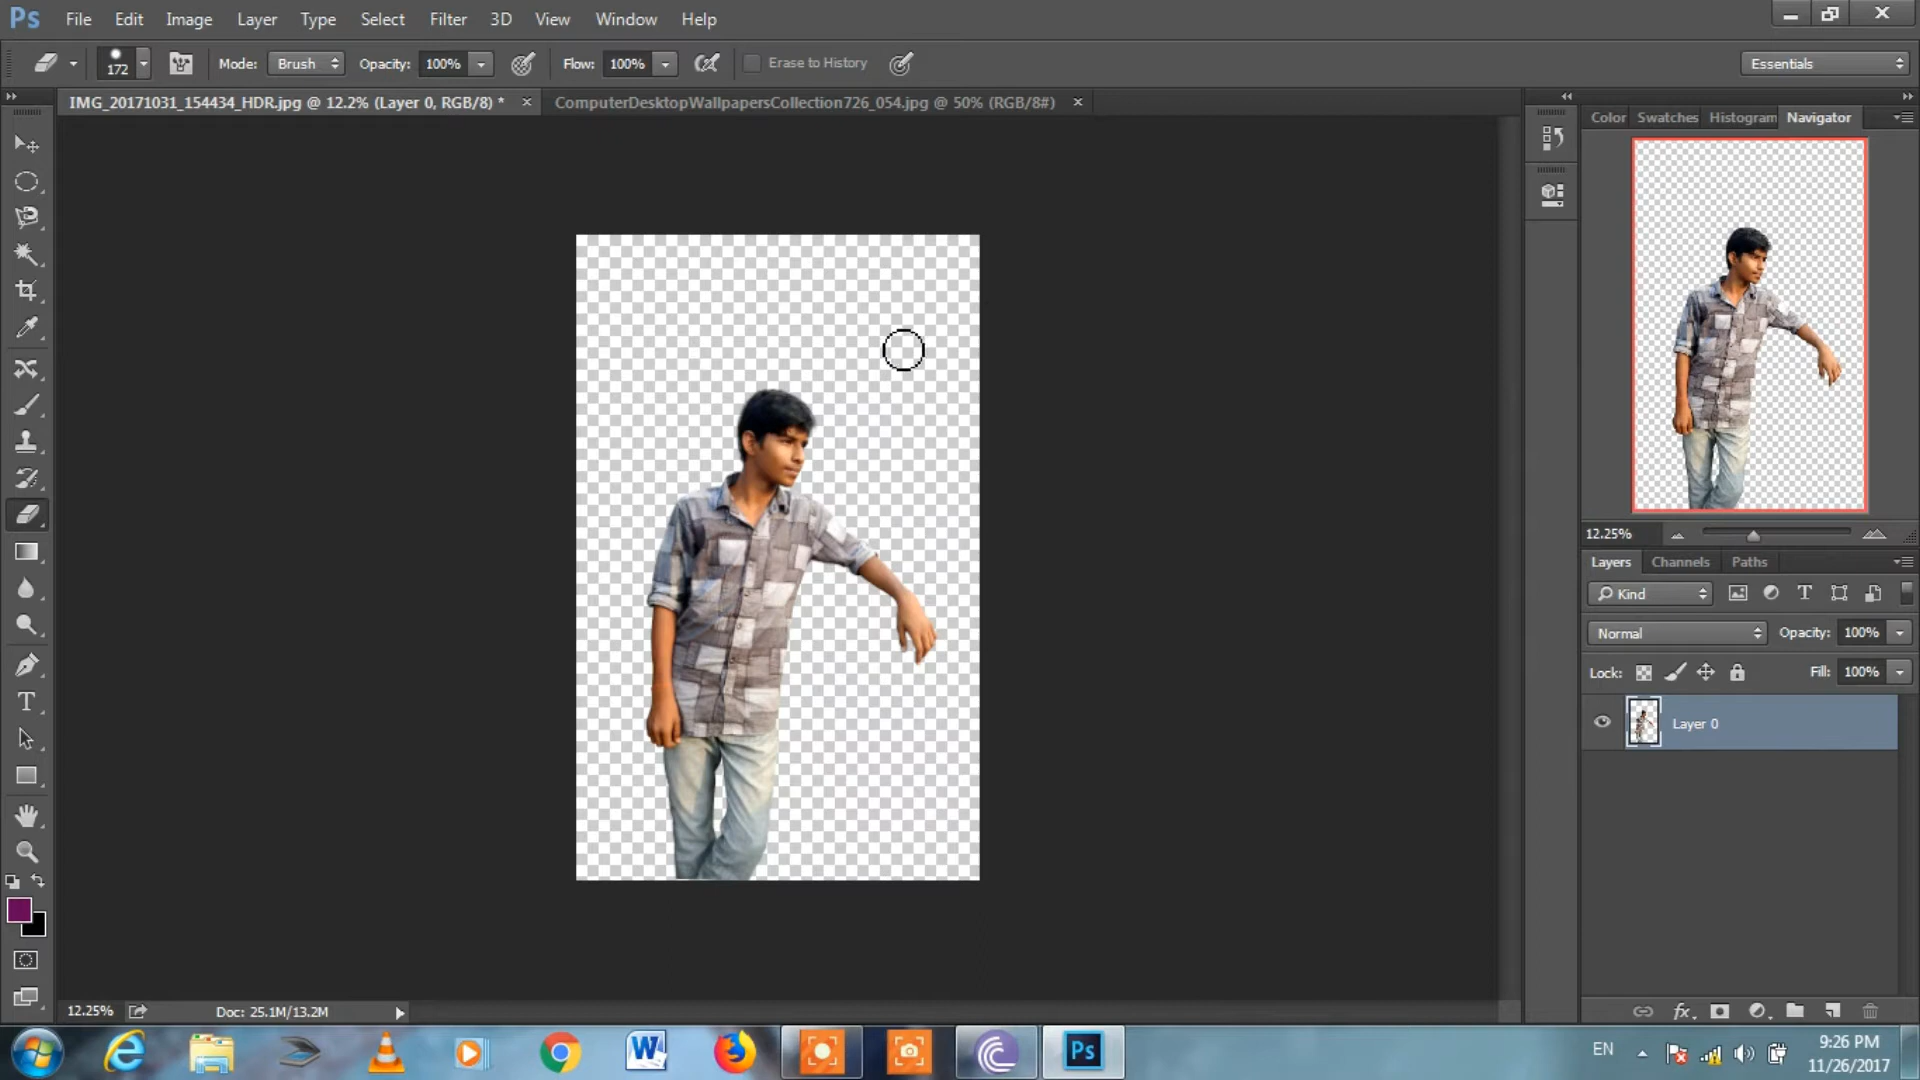 Ps File Edit Image Layer Type Select Filter 3D View Window Help
172 Mode: Brush Opacity: 100% Flow: 100% Erase to History Essentials
IMG_20171031_154434_HDR.jpg @ 12.2% (Layer 0, RGB/8) * × ComputerDesktopWallpapersCollection726_054.jpg @ 50% (RGB/8#) ×
Color Swatches Histogram Navigator
12.25%
Layers Channels Paths
Kind
Normal Opacity: 100%
Lock: Fill: 100%
Layer 0
T
fx
12.25% Doc: 25.1M/13.2M
W Ps
EN 9:26 PM
11/26/2017